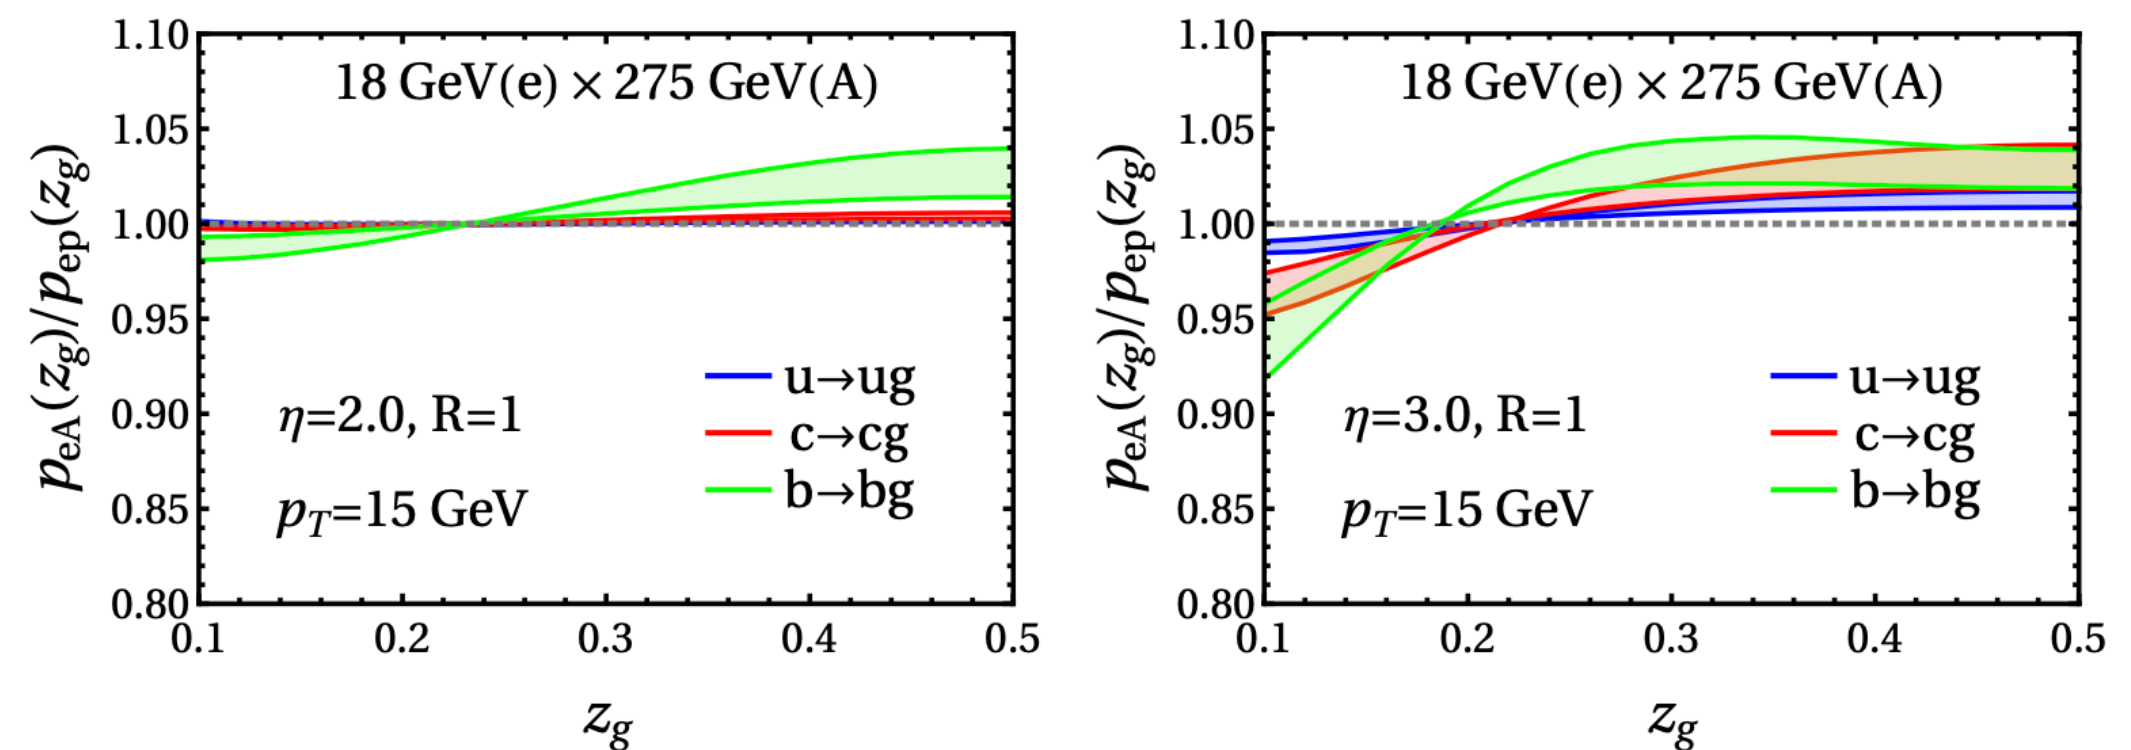 18 GeV(e) × 275 GeV(A)
p_eA(z_g)/p_ep(z_g)
1.10
1.05
1.00
0.95
0.90
0.85
0.80
η=2.0, R=1
p_T=15 GeV
u→ug
c→cg
b→bg
0.1 0.2 0.3 0.4 0.5
z_g
18 GeV(e) × 275 GeV(A)
p_eA(z_g)/p_ep(z_g)
1.10
1.05
1.00
0.95
0.90
0.85
0.80
η=3.0, R=1
p_T=15 GeV
u→ug
c→cg
b→bg
0.1 0.2 0.3 0.4 0.5
z_g